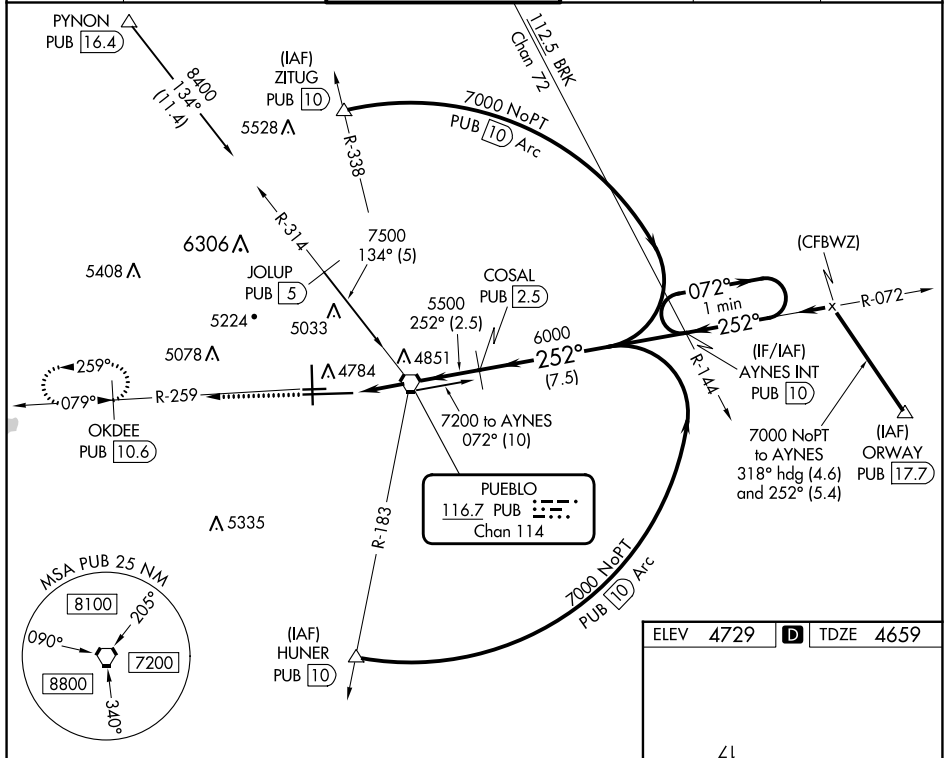 PYNON
PUB 16.4
8400
134°
(11.4)
(IAF)
ZITUG
PUB 10
5528
R-338
7000 NoPT
PUB 10 Arc
112.5 BRK
Chan 72
R-314
6306
7500
134° (5)
JOLUP
PUB 5
5408
5224
5033
5078
4784
4851
5500
252° (2.5)
COSAL
PUB 2.5
6000
252°
(7.5)
072°
1 min
252°
(CFBWZ)
R-072
(IF/IAF)
AYNES INT
PUB 10
R-144
259°
079°
R-259
OKDEE
PUB 10.6
7200 to AYNES
072° (10)
7000 NoPT
to AYNES
318° hdg (4.6)
and 252° (5.4)
(IAF)
ORWAY
PUB 17.7
PUEBLO
116.7 PUB
Chan 114
5335
R-183
7000 NoPT
PUB 10 Arc
(IAF)
HUNER
PUB 10
MSA PUB 25 NM
8100
205°
090°
7200
8800
340°
ELEV 4729 D TDZE 4659
17